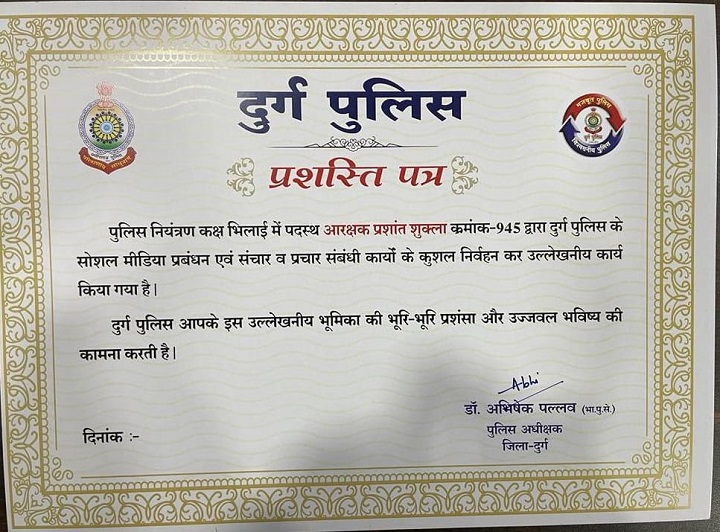 दुर्ग पुलिस
प्रशस्ति पत्र
मजबूत पुलिस
विश्वसनीय पुलिस
पुलिस नियंत्रण कक्ष भिलाई में पदस्थ आरक्षक प्रशांत शुक्ला क्रमांक-945 द्वारा दुर्ग पुलिस के
सोशल मीडिया प्रबंधन एवं संचार व प्रचार संबंधी कार्यों के कुशल निर्वहन कर उल्लेखनीय कार्य
किया गया है।
दुर्ग पुलिस आपके इस उल्लेखनीय भूमिका की भूरि-भूरि प्रशंसा और उज्जवल भविष्य की
कामना करती है।
Abhi
डॉ. अभिषेक पल्लव (भा.पु.से.)
पुलिस अधीक्षक
जिला-दुर्ग
दिनांक :-